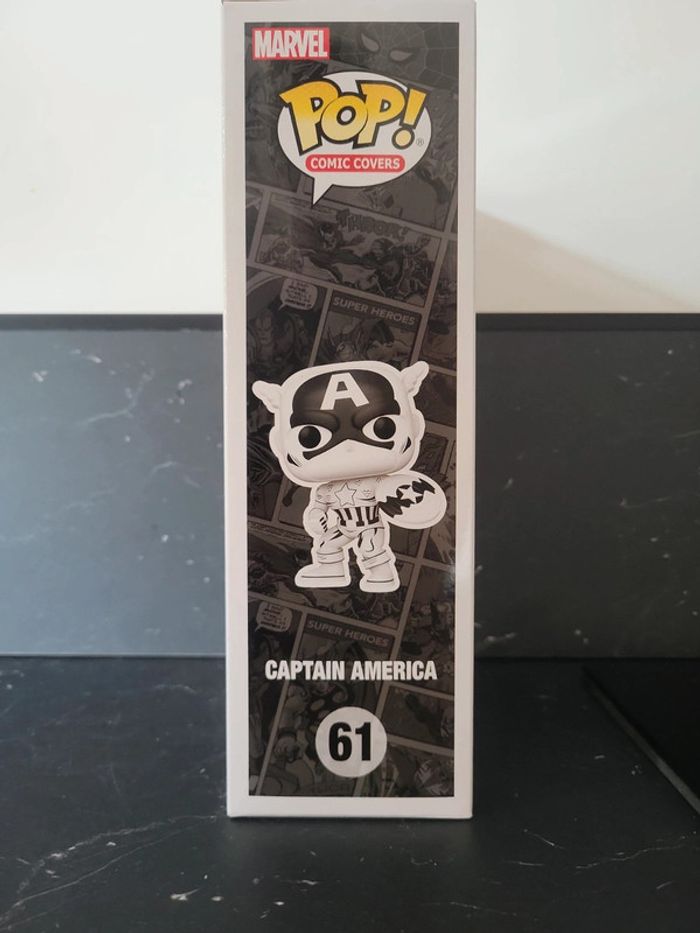 MARVEL
POP!
®
COMIC COVERS
SUPER HEROES
A
SUPER HEROES
CAPTAIN AMERICA
61